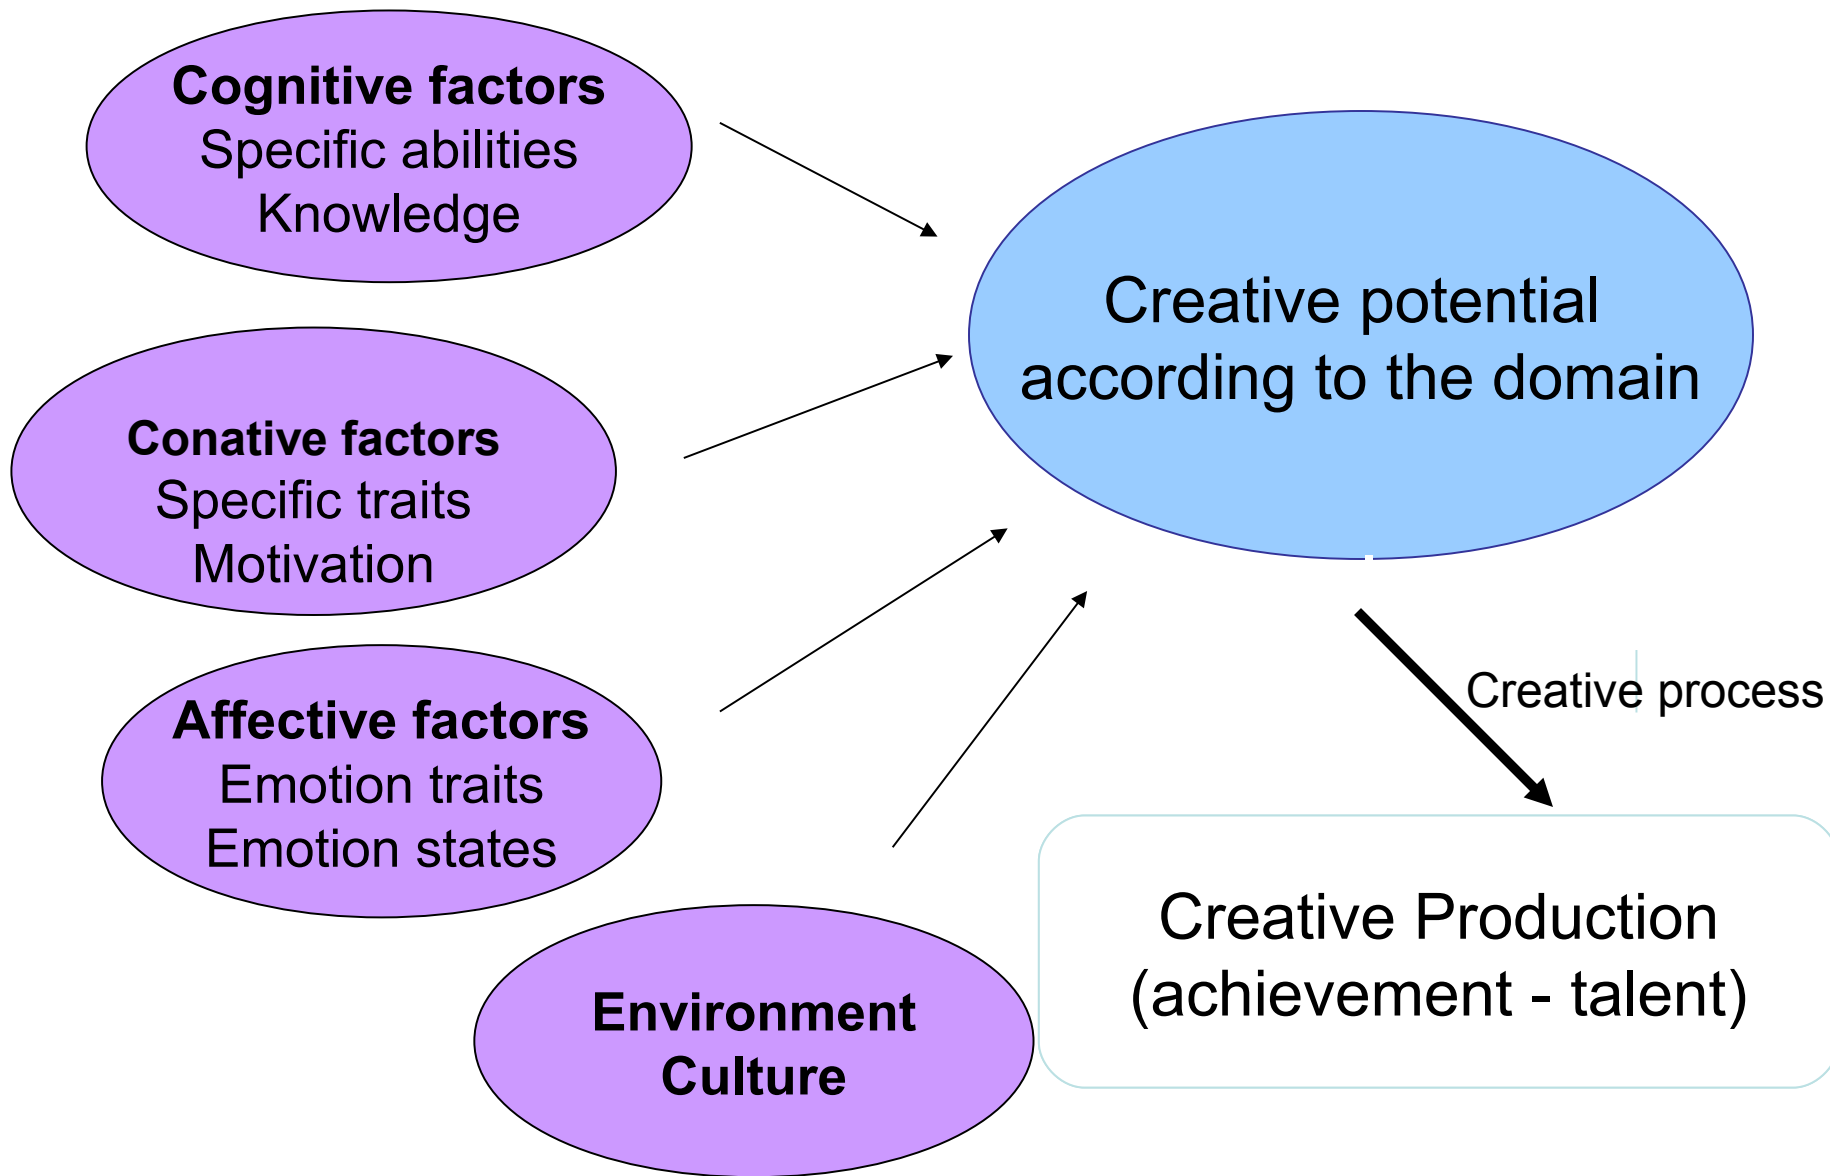 Cognitive factors
Specific abilities
Knowledge
Conative factors
Specific traits
Motivation
Affective factors
Emotion traits
Emotion states
Environment
Culture
Creative potential
according to the domain
Creative process
Creative Production
(achievement - talent)